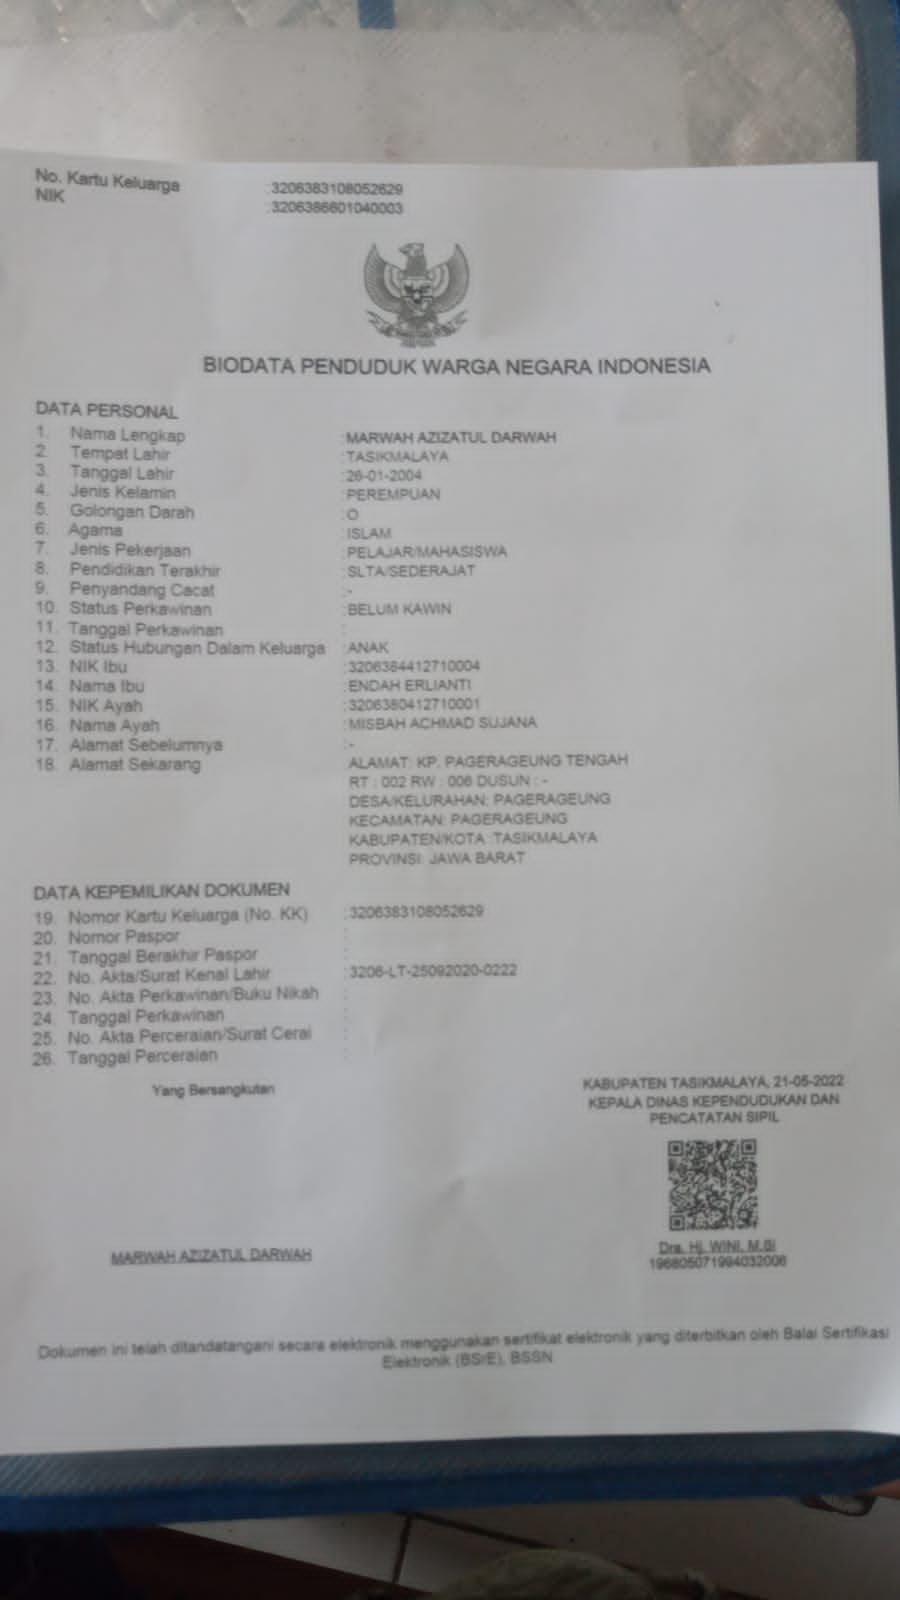 No. Kartu Keluarga :3206383108052629
NIK :3206386601040003
BIODATA PENDUDUK WARGA NEGARA INDONESIA
DATA PERSONAL
1. Nama Lengkap :MARWAH AZIZATUL DARWAH
2. Tempat Lahir :TASIKMALAYA
3. Tanggal Lahir :26-01-2004
4. Jenis Kelamin :PEREMPUAN
5. Golongan Darah :O
6. Agama :ISLAM
7. Jenis Pekerjaan :PELAJAR/MAHASISWA
8. Pendidikan Terakhir :SLTA/SEDERAJAT
9. Penyandang Cacat :-
10. Status Perkawinan :BELUM KAWIN
11. Tanggal Perkawinan :
12. Status Hubungan Dalam Keluarga :ANAK
13. NIK Ibu :3206384412710004
14. Nama Ibu :ENDAH ERLIANTI
15. NIK Ayah :3206380412710001
16. Nama Ayah :MISBAH ACHMAD SUJANA
17. Alamat Sebelumnya :-
18. Alamat Sekarang ALAMAT: KP. PAGERAGEUNG TENGAH
RT : 002 RW : 006 DUSUN : -
DESA/KELURAHAN: PAGERAGEUNG
KECAMATAN: PAGERAGEUNG
KABUPATEN/KOTA :TASIKMALAYA
PROVINSI: JAWA BARAT
DATA KEPEMILIKAN DOKUMEN
19. Nomor Kartu Keluarga (No. KK) :3206383108052629
20. Nomor Paspor :
21. Tanggal Berakhir Paspor :
22. No. Akta/Surat Kenal Lahir :3206-LT-25092020-0222
23. No. Akta Perkawinan/Buku Nikah :
24. Tanggal Perkawinan :
25. No. Akta Perceraian/Surat Cerai :
26. Tanggal Perceraian :
Yang Bersangkutan
KABUPATEN TASIKMALAYA, 21-05-2022
KEPALA DINAS KEPENDUDUKAN DAN
PENCATATAN SIPIL
MARWAH AZIZATUL DARWAH
Dra. Hj. WINI, M.Si
196805071994032006
Dokumen ini telah ditandatangani secara elektronik menggunakan sertifikat elektronik yang diterbitkan oleh Balai Sertifikasi
Elektronik (BSrE), BSSN